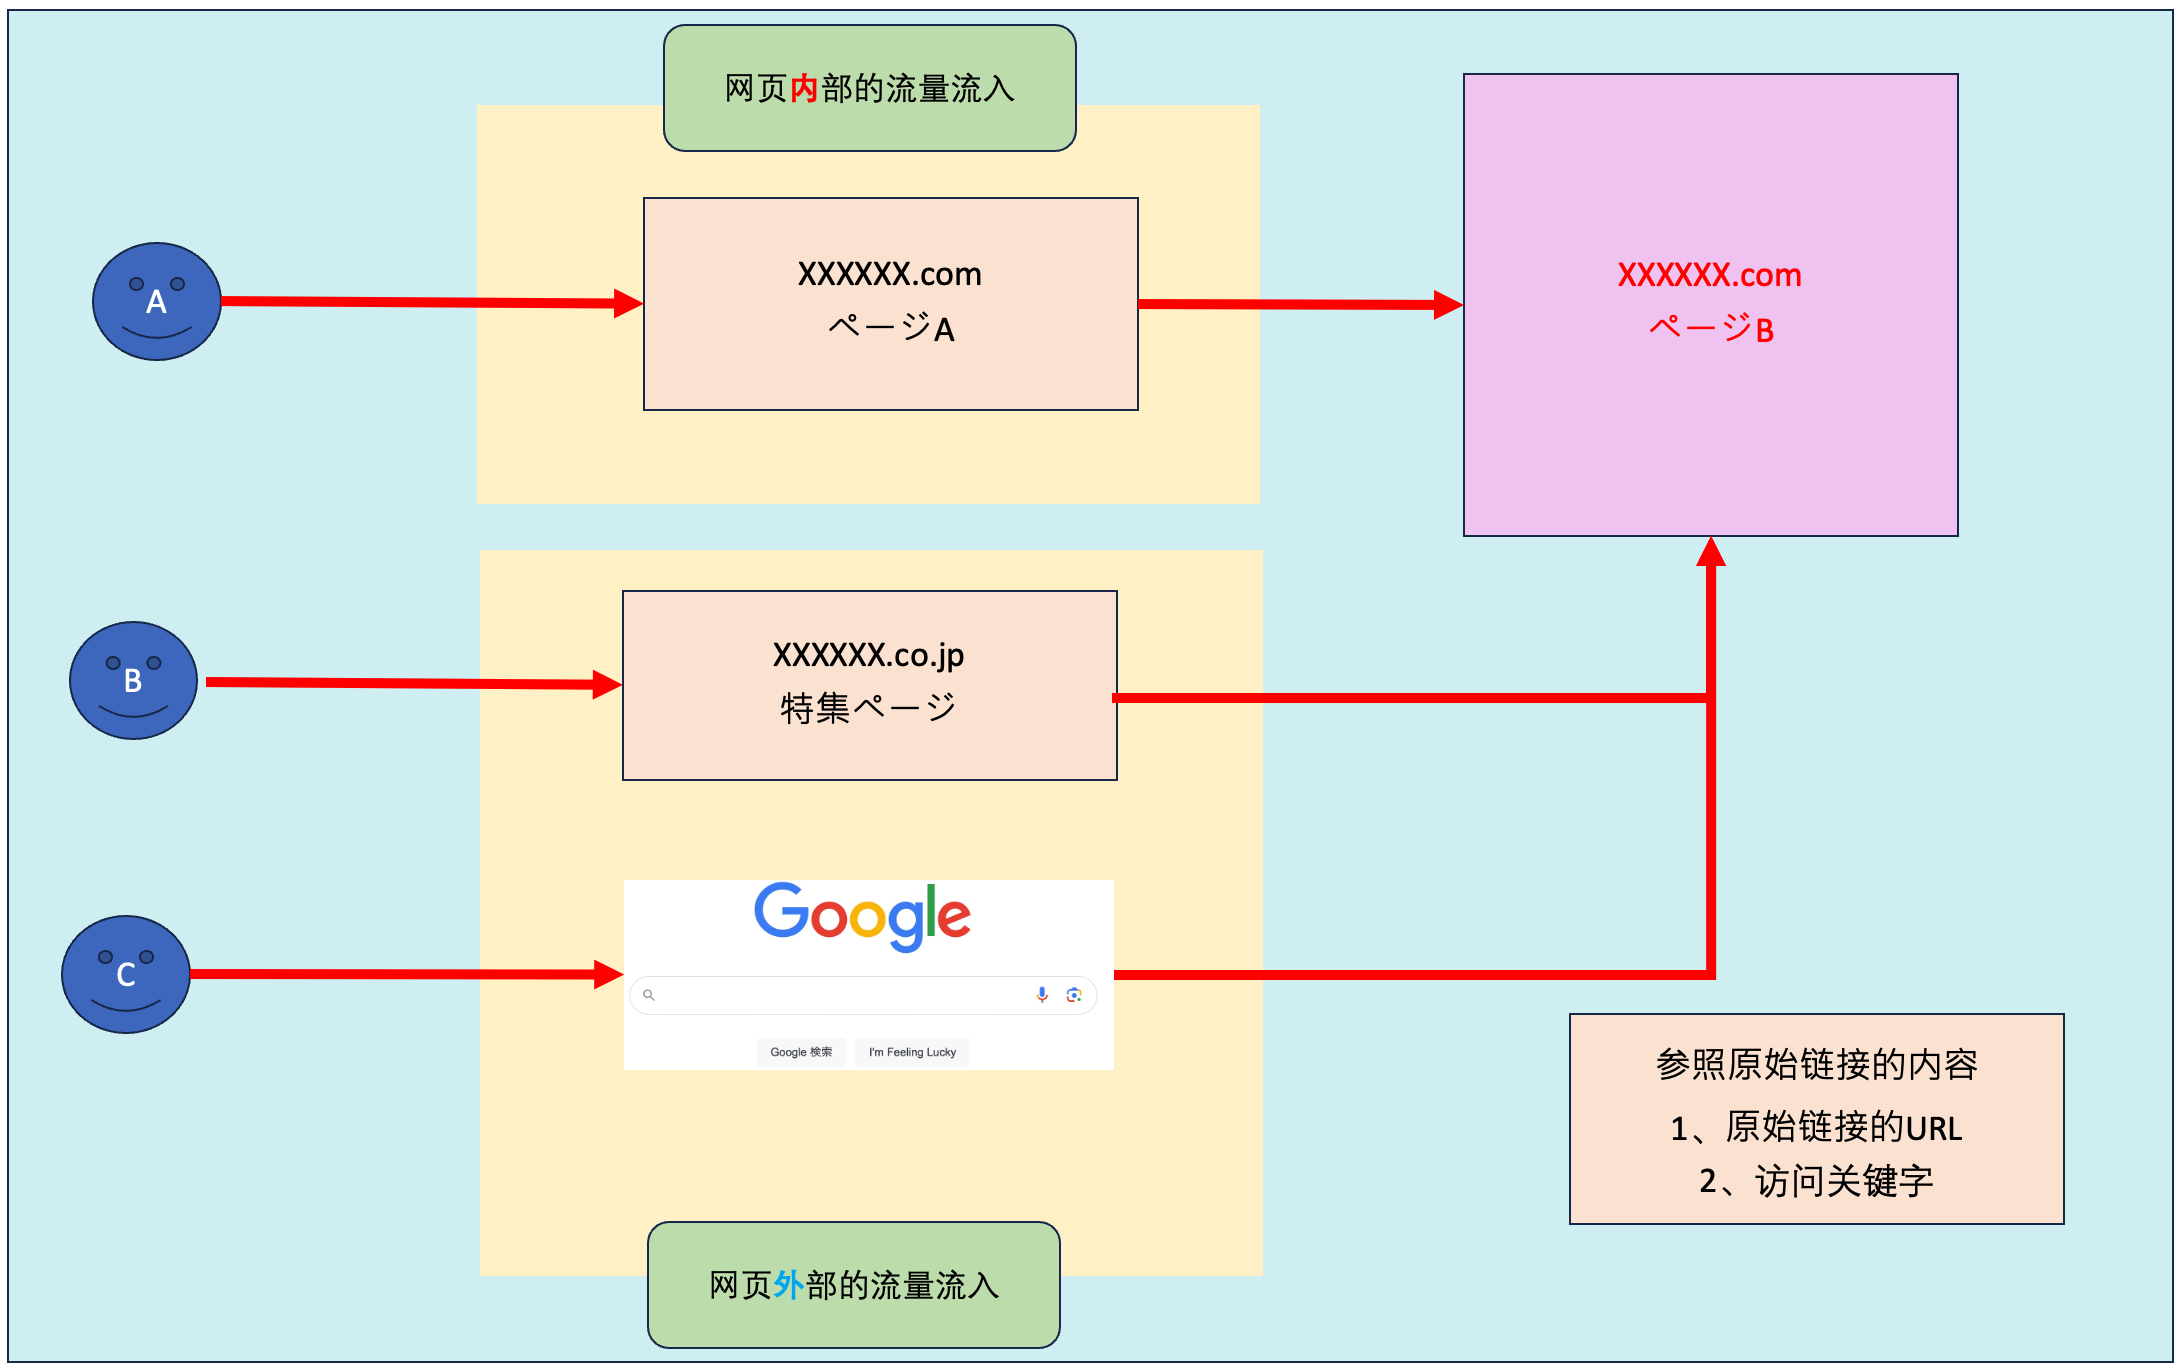 网页内部的流量流入
XXXXXX.com
ページA
XXXXXX.com
ページB
A
B
XXXXXX.co.jp
特集ページ
C
Google
Google 検索
I'm Feeling Lucky
参照原始链接的内容
1、原始链接的URL
2、访问关键字
网页外部的流量流入